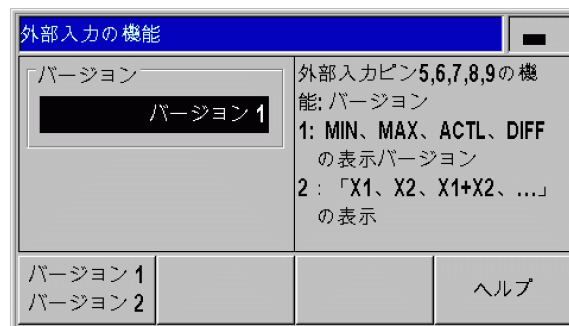 外部入力の機能
バージョン
バージョン 1
外部入力ピン5,6,7,8,9の機
能: バージョン
1: MIN、MAX、ACTL、DIFF
の表示バージョン
2 : 「X1、X2、X1+X2、...」
の表示
バージョン 1
バージョン 2
ヘルプ